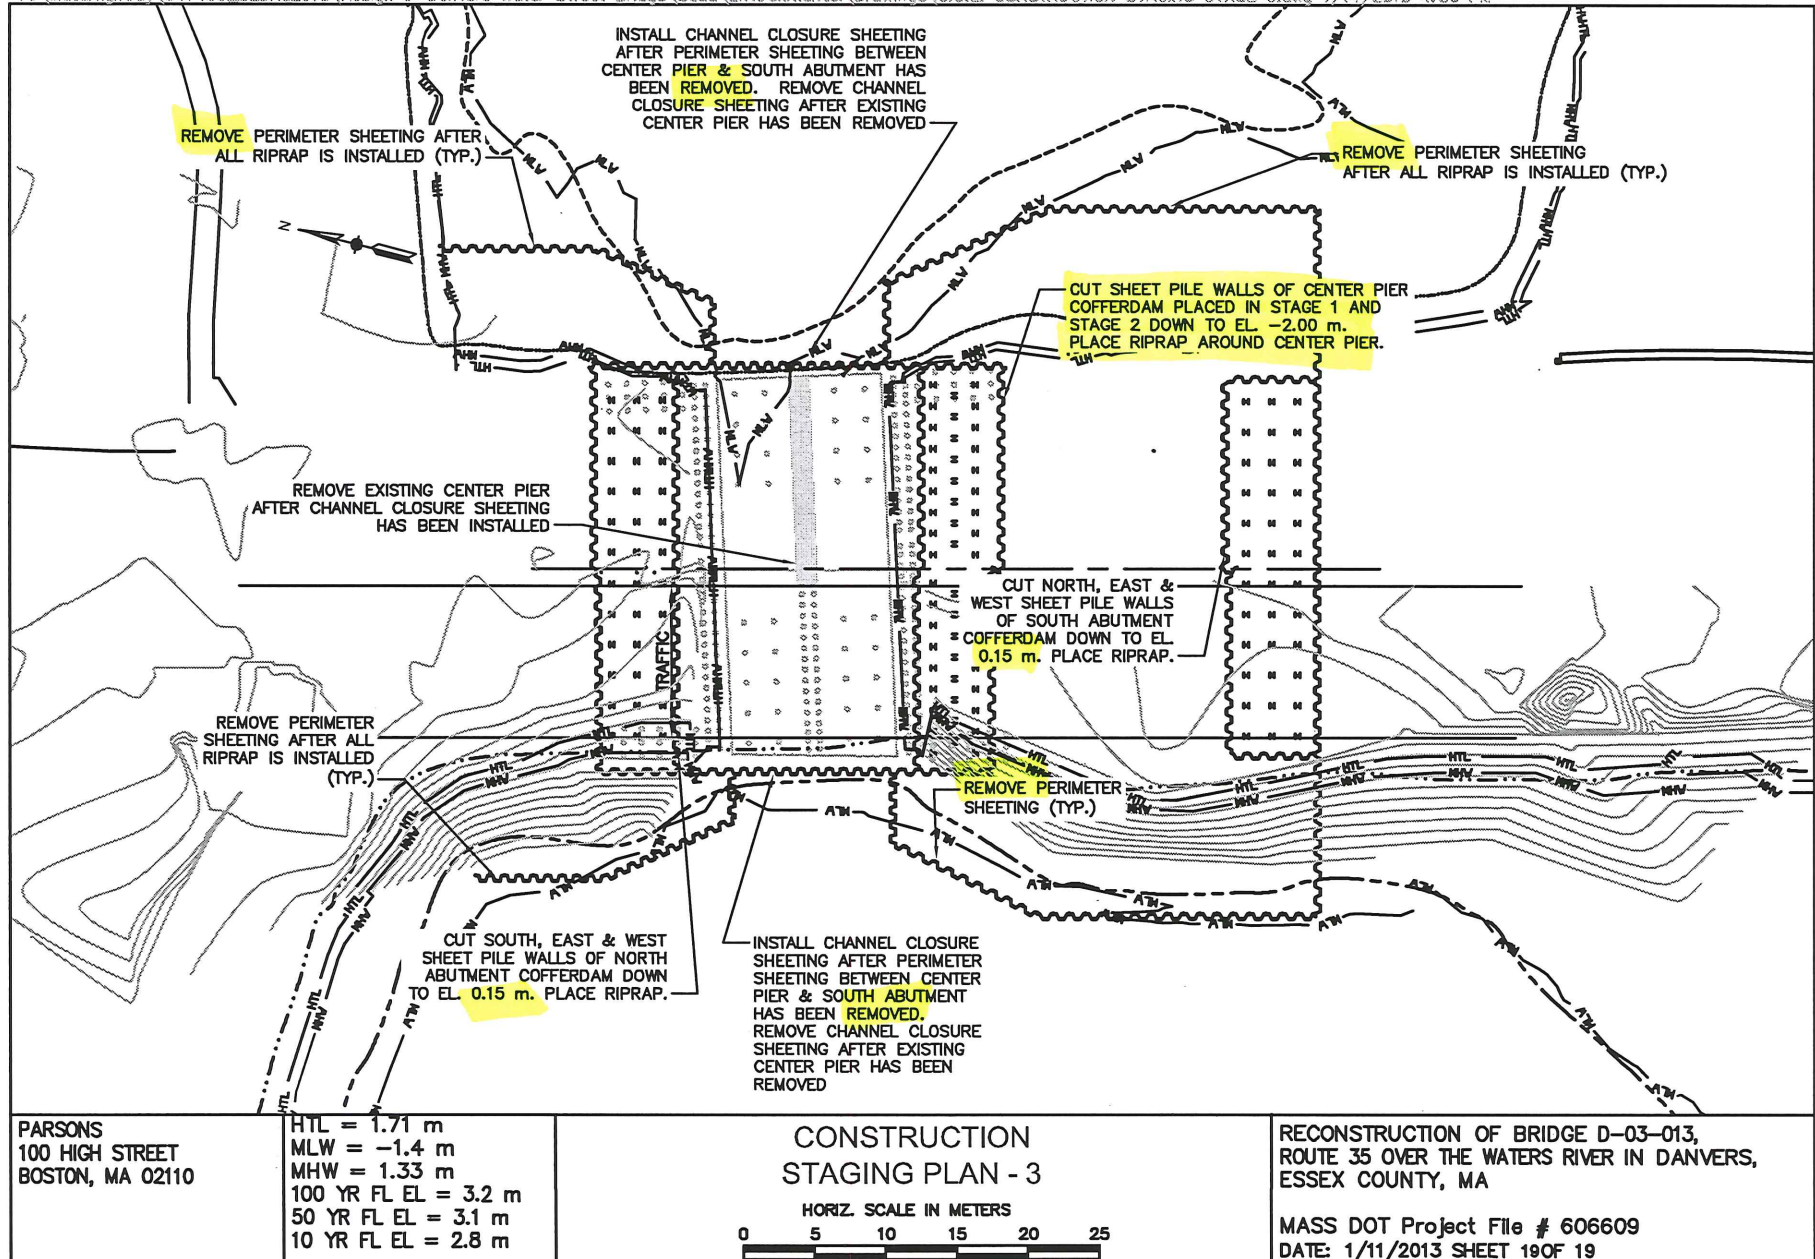 INSTALL CHANNEL CLOSURE SHEETING
AFTER PERIMETER SHEETING BETWEEN
CENTER PIER & SOUTH ABUTMENT HAS
BEEN REMOVED. REMOVE CHANNEL
CLOSURE SHEETING AFTER EXISTING
CENTER PIER HAS BEEN REMOVED
REMOVE PERIMETER SHEETING AFTER
ALL RIPRAP IS INSTALLED (TYP.)
REMOVE PERIMETER SHEETING
AFTER ALL RIPRAP IS INSTALLED (TYP.)
N
CUT SHEET PILE WALLS OF CENTER PIER
COFFERDAM PLACED IN STAGE 1 AND
STAGE 2 DOWN TO EL. -2.00 m.
PLACE RIPRAP AROUND CENTER PIER.
REMOVE EXISTING CENTER PIER
AFTER CHANNEL CLOSURE SHEETING
HAS BEEN INSTALLED
CUT NORTH, EAST &
WEST SHEET PILE WALLS
OF SOUTH ABUTMENT
COFFERDAM DOWN TO EL.
0.15 m. PLACE RIPRAP.
TRAFFIC
REMOVE PERIMETER
SHEETING AFTER ALL
RIPRAP IS INSTALLED
(TYP.)
REMOVE PERIMETER
SHEETING (TYP.)
CUT SOUTH, EAST & WEST
SHEET PILE WALLS OF NORTH
ABUTMENT COFFERDAM DOWN
TO EL. 0.15 m. PLACE RIPRAP.
INSTALL CHANNEL CLOSURE
SHEETING AFTER PERIMETER
SHEETING BETWEEN CENTER
PIER & SOUTH ABUTMENT
HAS BEEN REMOVED.
REMOVE CHANNEL CLOSURE
SHEETING AFTER EXISTING
CENTER PIER HAS BEEN
REMOVED
HTL
HTL
HTL
HTL
HTL
MLW
MLW
MLW
MHW
MHW
PARSONS
100 HIGH STREET
BOSTON, MA 02110
HTL = 1.71 m
MLW = -1.4 m
MHW = 1.33 m
100 YR FL EL = 3.2 m
50 YR FL EL = 3.1 m
10 YR FL EL = 2.8 m
CONSTRUCTION
STAGING PLAN - 3
HORIZ. SCALE IN METERS
0 5 10 15 20 25
RECONSTRUCTION OF BRIDGE D-03-013,
ROUTE 35 OVER THE WATERS RIVER IN DANVERS,
ESSEX COUNTY, MA
MASS DOT Project File # 606609
DATE: 1/11/2013 SHEET 19OF 19